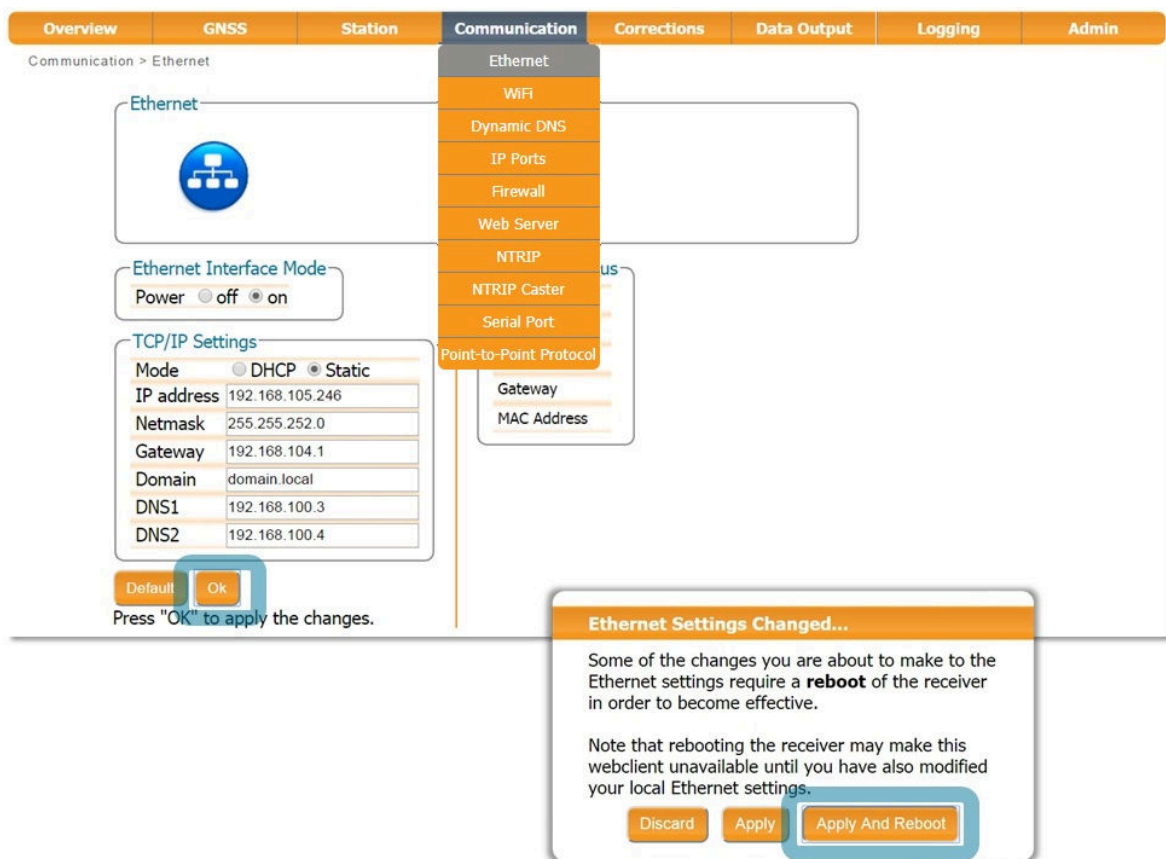 Overview GNSS Station Communication Corrections Data Output Logging Admin
Communication > Ethernet
Ethernet
WiFi
Dynamic DNS
IP Ports
Firewall
Web Server
NTRIP
NTRIP Caster
Serial Port
Point-to-Point Protocol
Ethernet
Ethernet Interface Mode
Power off on
TCP/IP Settings
Mode DHCP Static
IP address 192.168.105.246
Netmask 255.255.252.0
Gateway 192.168.104.1
Domain domain.local
DNS1 192.168.100.3
DNS2 192.168.100.4
Gateway
MAC Address
Default Ok
Press "OK" to apply the changes.
Ethernet Settings Changed...
Some of the changes you are about to make to the
Ethernet settings require a reboot of the receiver
in order to become effective.
Note that rebooting the receiver may make this
webclient unavailable until you have also modified
your local Ethernet settings.
Discard Apply Apply And Reboot